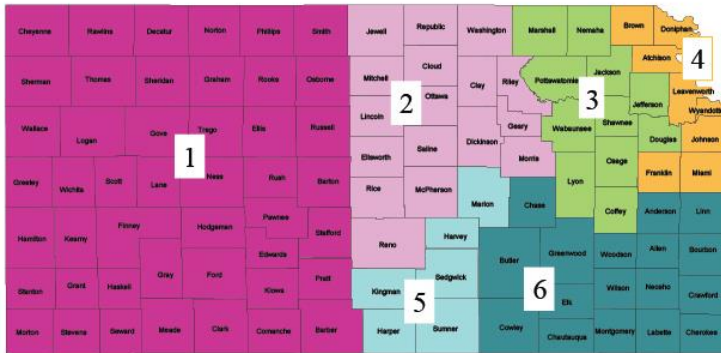 Cheyenne Rawlins Decatur Norton Phillips Smith Jewell Republic Washington Marshall Nemaha Brown Doniphan
Sherman Thomas Sheridan Graham Rooks Osborne Mitchell Cloud Clay Riley Pottawatomie Jackson Atchison 4
2 Ottawa 3 Jefferson Leavenworth
Wallace Logan Gove Trego Ellis Russell Lincoln Geary Wabaunsee Shawnee Wyandotte
1 Saline Dickinson Douglas Johnson
Greeley Wichita Scott Lane Ness Rush Barton Ellsworth Morris Osage Franklin Miami
Rice McPherson Marion Chase Lyon Coffey Anderson Linn
Hamilton Kearny Finney Hodgeman Pawnee Stafford Reno Harvey
Edwards Butler Greenwood Woodson Allen Bourbon
Stanton Grant Haskell Gray Ford Kiowa Pratt Kingman Sedgwick Wilson Neosho Crawford
5 6 Elk
Morton Stevens Seward Meade Clark Comanche Barber Harper Sumner Cowley Chautauqua Montgomery Labette Cherokee